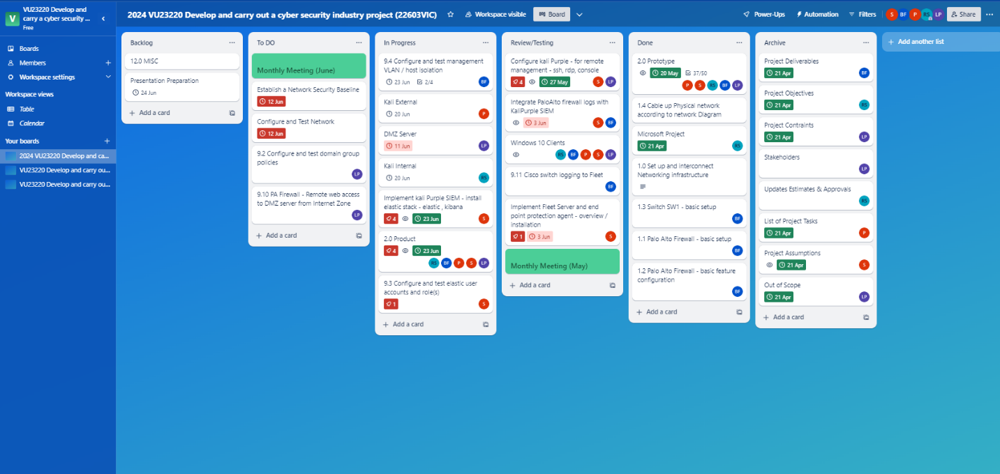 VU23220 Develop and
carry a cyber security ...
Free
V
Boards
Members
Workspace settings
Workspace views
Table
Calendar
Your boards
2024 VU23220 Develop and ca...
VU23220 Develop and carry ou...
VU23220 Develop and carry ou...
2024 VU23220 Develop and carry out a cyber security industry project (22603VIC)
Workspace visible
Board
Power-Ups
Automation
Filters
S BF P RS LP
Share
Backlog
12.0 MISC
Presentation Preparation
24 Jun
Add a card
To DO
Monthly Meeting (June)
Establish a Network Security Baseline
12 Jun
Configure and Test Network
12 Jun
9.2 Configure and test domain group
policies
LP
9.10 PA Firewall - Remote web access
to DMZ server from Internet Zone
LP
Add a card
In Progress
9.4 Configure and test management
VLAN / host isolation
23 Jun 2/4 BF
Kali External
20 Jun P
DMZ Server
11 Jun LP
Kali Internal
20 Jun RS
Implement kali Purple SIEM - install
elastic stack - elastic , kibana
4 23 Jun S
2.0 Product
4 23 Jun
RS BF P S LP
9.3 Configure and test elastic user
accounts and role(s)
1 S
Add a card
Review/Testing
Configure kali Purple - for remote
management - ssh, rdp, console
4 27 May S LP
Integrate PaloAlto firewall logs with
KaliPurple SIEM
3 Jun S BF
Windows 10 Clients
RS BF P S LP
9.11 Cisco switch logging to Fleet
BF
Implement Fleet Server and end
point protection agent - overview /
installation
1 3 Jun S
Monthly Meeting (May)
Add a card
Done
2.0 Prototype
20 May 37/50
P S RS BF LP
1.4 Cable up Physical network
according to network Diagram
Microsoft Project
21 Apr RS
1.0 Set up and interconnect
Networking infrastructure
1.3 Switch SW1 - basic setup
BF
1.1 Palo Alto Firewall - basic setup
BF
1.2 Palo Alto Firewall - basic feature
configuration
BF
Add a card
Archive
Project Deliverables
21 Apr BF
Project Objectives
21 Apr RS
Project Contraints
21 Apr LP
Stakeholders
LP
Updates Estimates & Approvals
RS
List of Project Tasks
21 Apr P
Project Assumptions
21 Apr S
Out of Scope
21 Apr LP
Add a card
Add another list